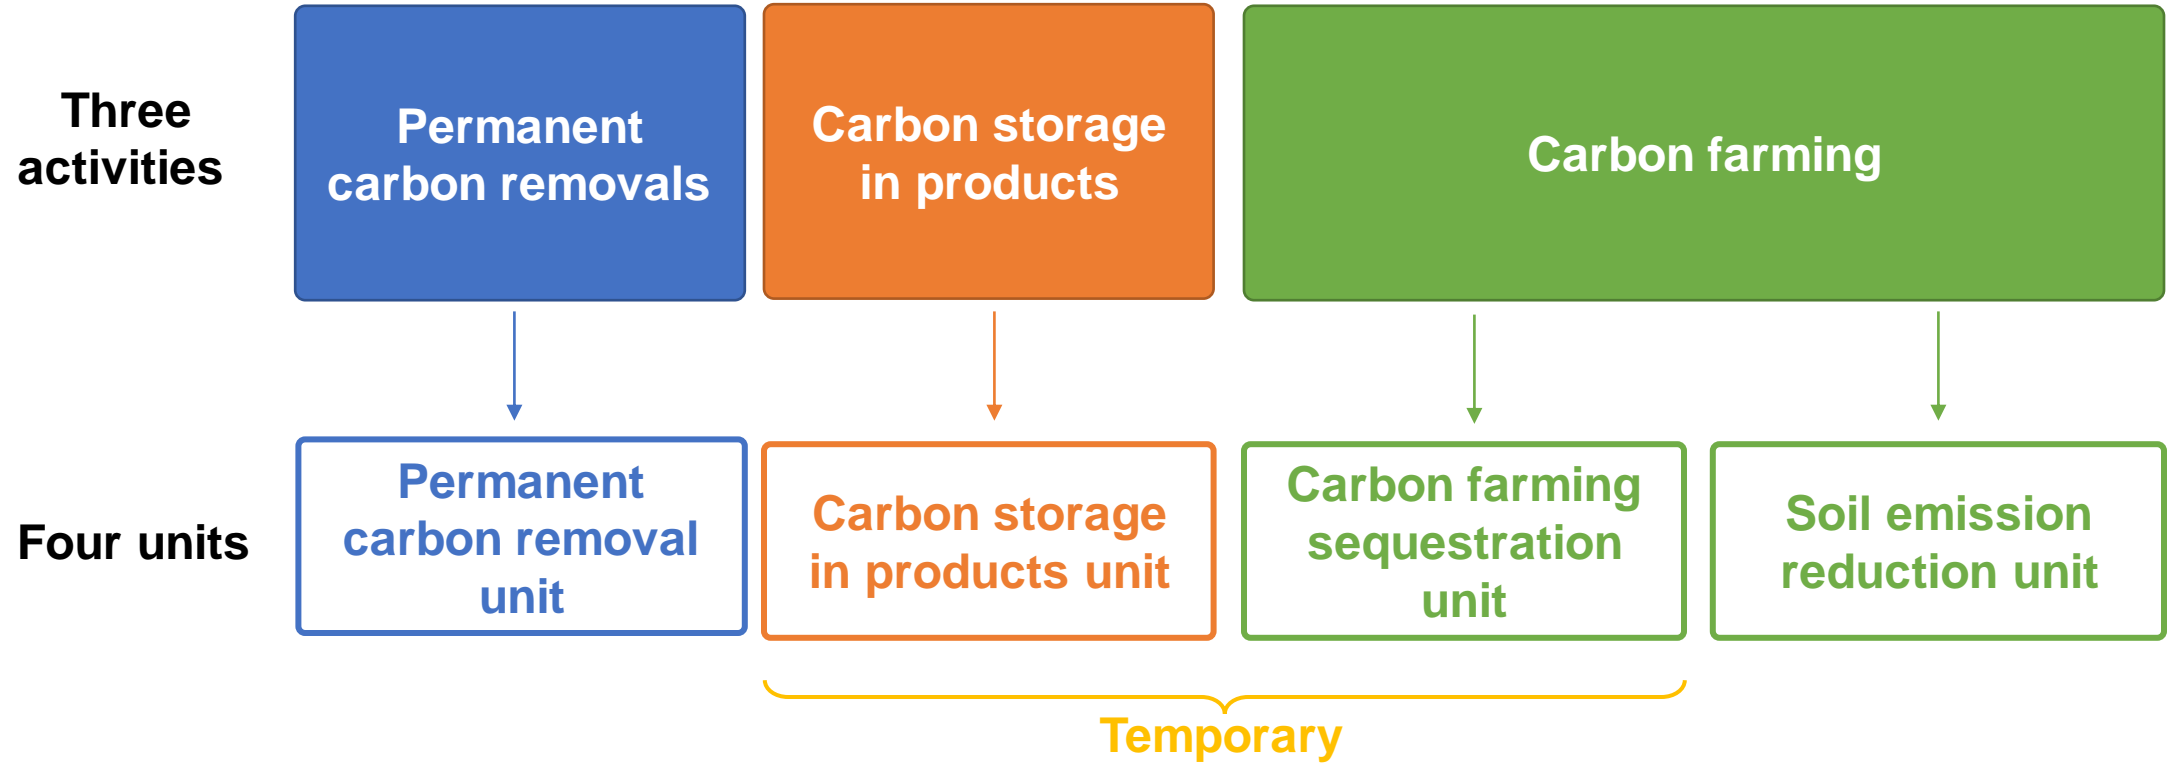 Three
activities
Permanent
carbon removals
Carbon storage
in products
Carbon farming
Four units
Permanent
carbon removal
unit
Carbon storage
in products unit
Carbon farming
sequestration
unit
Soil emission
reduction unit
Temporary